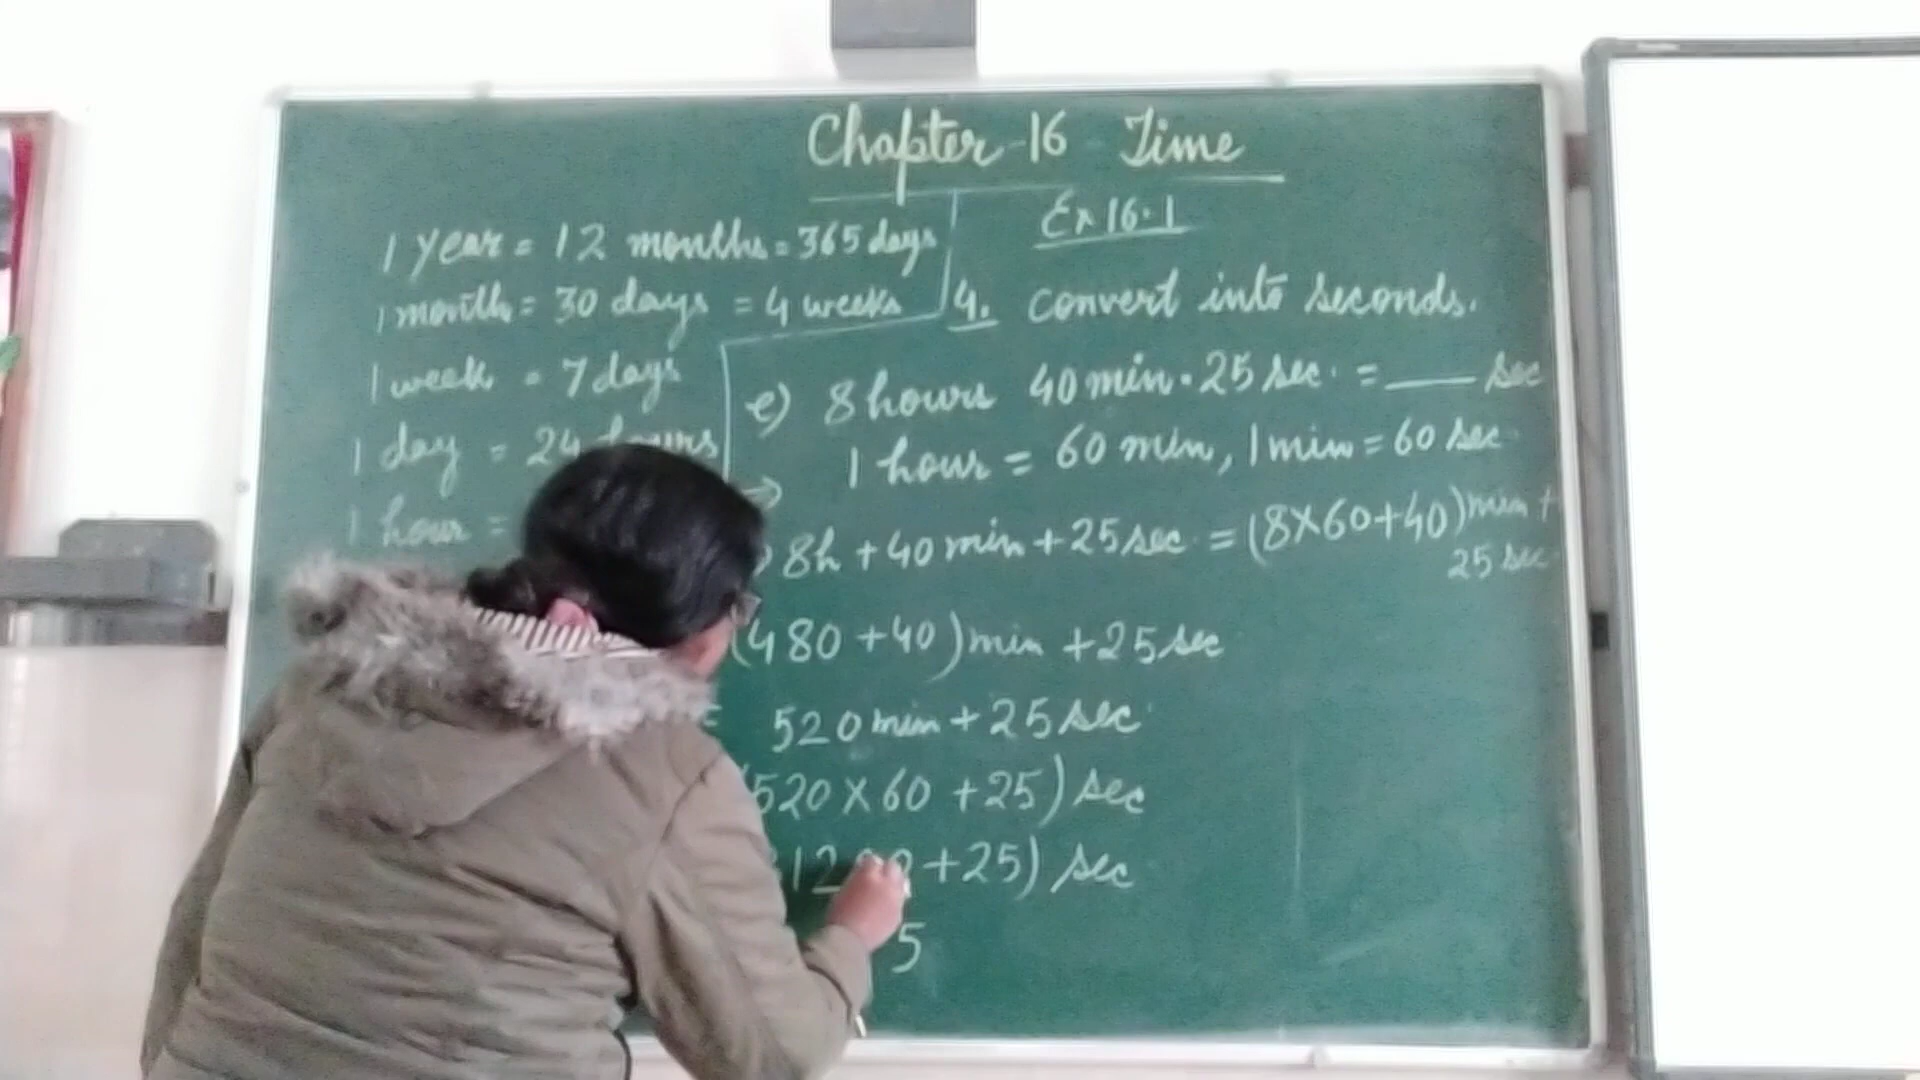 Chapter-16 Time
1 year = 12 months = 365 days
1 month = 30 days = 4 weeks
1 week = 7 days
1 day = 24 hours
1 hour =
Ex 16.1
4. convert into seconds.
e) 8 hours 40 min. 25 sec. = ___ sec
⇒ 1 hour = 60 min, 1 min = 60 sec
8h + 40 min + 25 sec = (8×60+40) min +
25 sec
(480 + 40) min + 25 sec
= 520 min + 25 sec
(520 × 60 + 25) sec
+25) sec
5